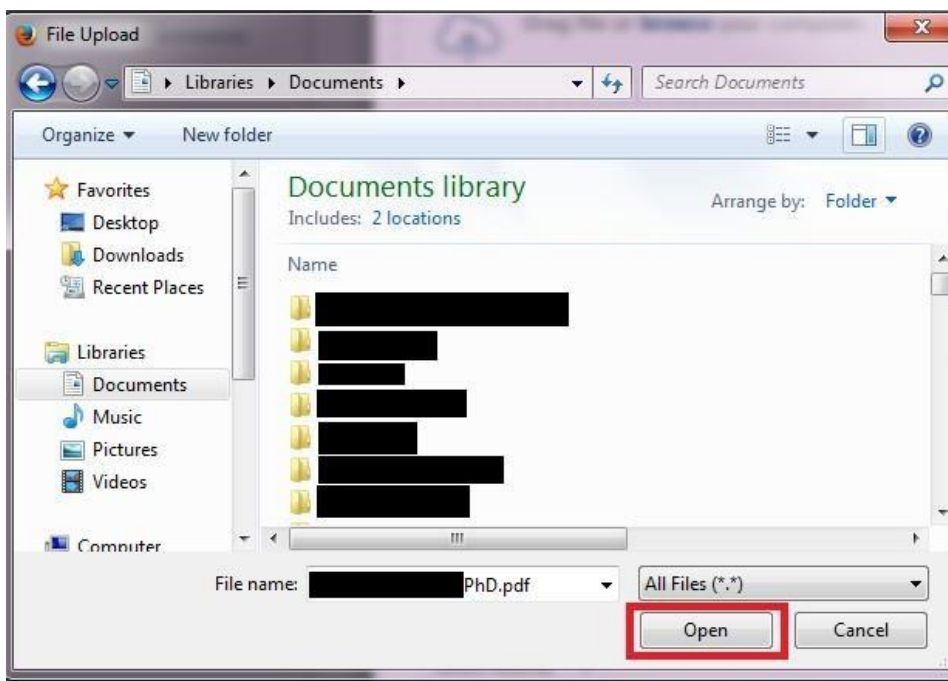 File Upload
Libraries Documents
Search Documents
Organize
New folder
Favorites
Desktop
Downloads
Recent Places
Libraries
Documents
Music
Pictures
Videos
Computer
Documents library
Includes: 2 locations
Arrange by: Folder
Name
File name: PhD.pdf
All Files (*.*)
Open
Cancel